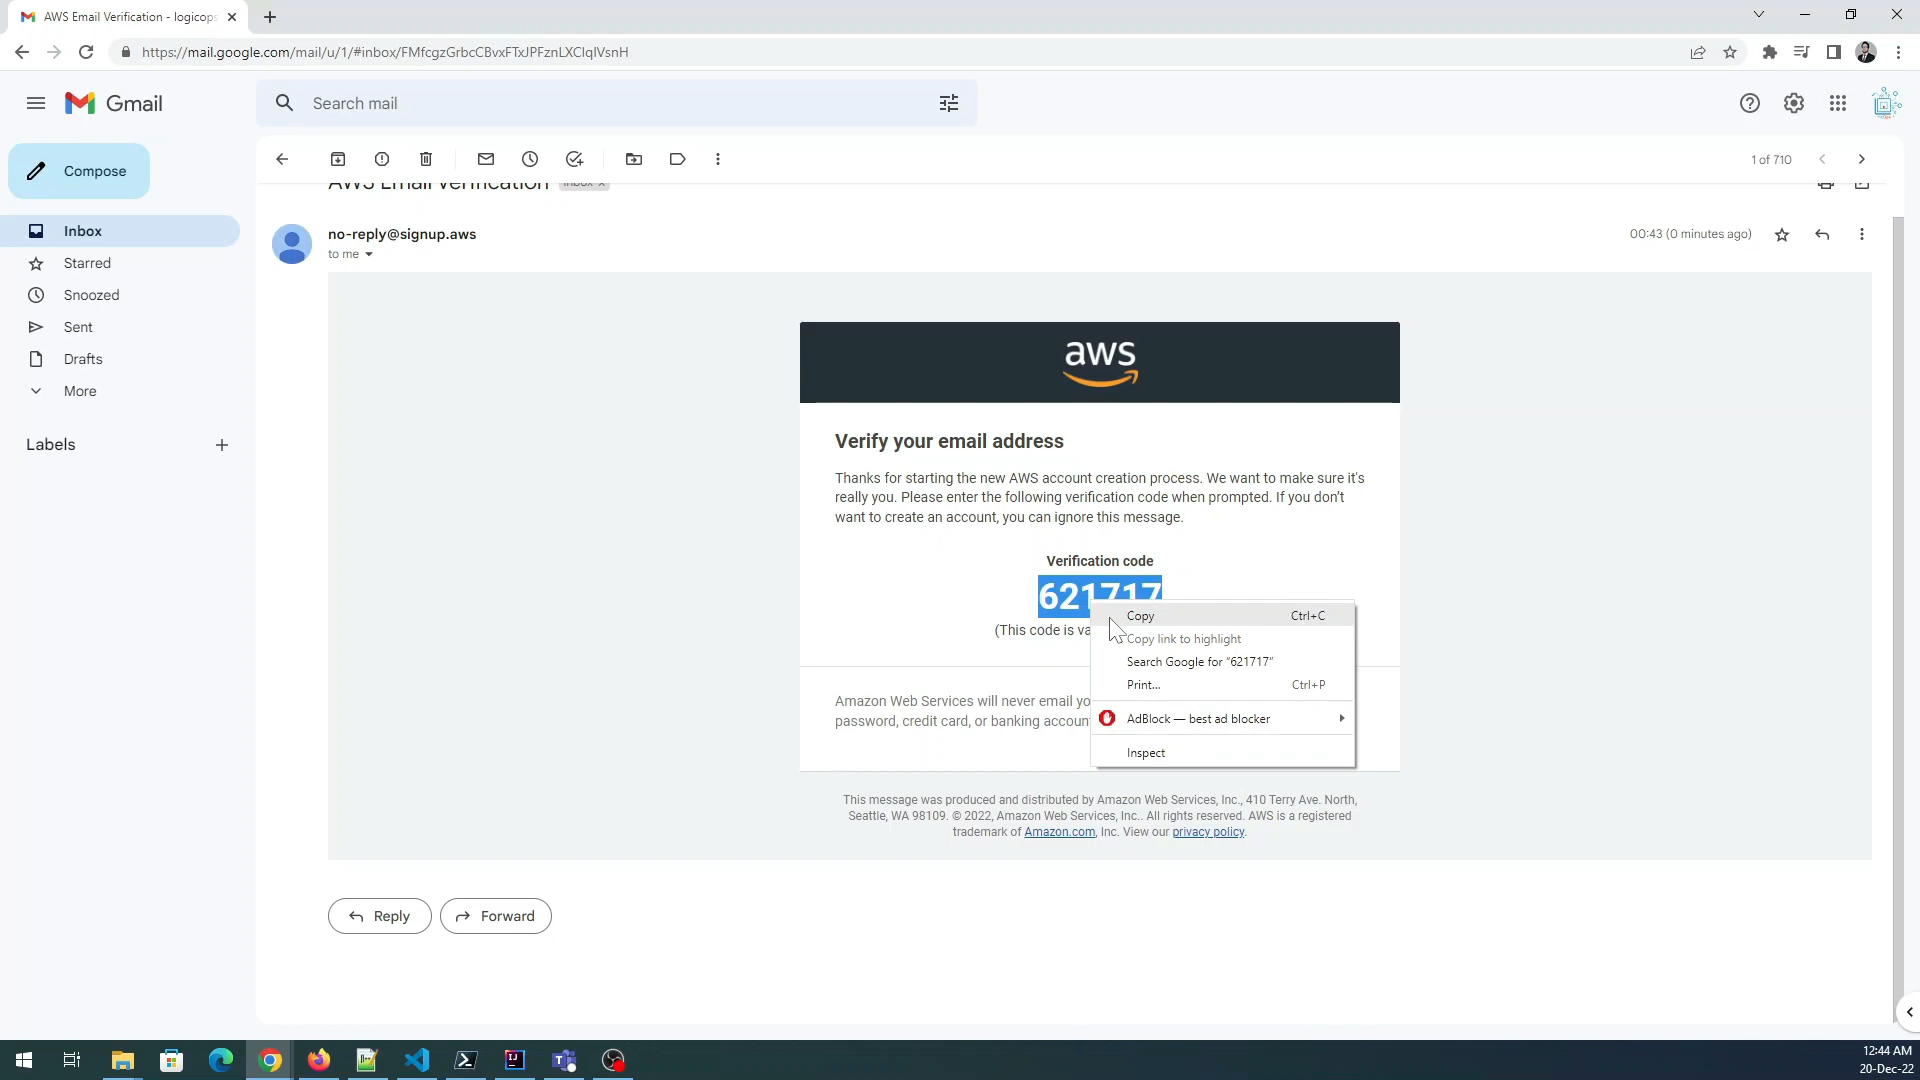 AWS Email Verification - logicops
https://mail.google.com/mail/u/1/#inbox/FMfcgzGrbcCBvxFTxJPFznLXClqlVsnH
Gmail
Search mail
Compose
1 of 710
AWS Email Verification Inbox x
Inbox
Starred
Snoozed
Sent
Drafts
More
Labels
no-reply@signup.aws
00:43 (0 minutes ago)
to me
aws
Verify your email address
Thanks for starting the new AWS account creation process. We want to make sure it's
really you. Please enter the following verification code when prompted. If you don't
want to create an account, you can ignore this message.
Verification code
621717
(This code is va
Copy Ctrl+C
Copy link to highlight
Search Google for "621717"
Print... Ctrl+P
AdBlock — best ad blocker
Inspect
Amazon Web Services will never email yo
password, credit card, or banking accoun
This message was produced and distributed by Amazon Web Services, Inc., 410 Terry Ave. North,
Seattle, WA 98109. © 2022, Amazon Web Services, Inc.. All rights reserved. AWS is a registered
trademark of Amazon.com, Inc. View our privacy policy.
Reply
Forward
12:44 AM
20-Dec-22